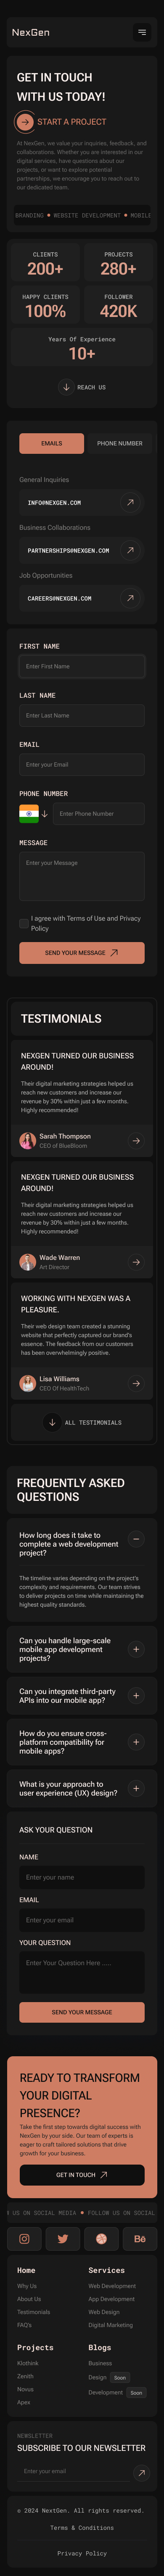 NexGen
GET IN TOUCH
WITH US TODAY!
START A PROJECT
At NexGen, we value your inquiries, feedback, and
collaborations. Whether you are interested in our
digital services, have questions about our
projects, or want to explore potential
partnerships, we encourage you to reach out to
our dedicated team.
BRANDING WEBSITE DEVELOPMENT MOBILE
CLIENTS
200+
PROJECTS
280+
HAPPY CLIENTS
100%
FOLLOWER
420K
Years Of Experience
10+
REACH US
EMAILS
PHONE NUMBER
General Inquiries
INFO@NEXGEN.COM
Business Collaborations
PARTNERSHIPS@NEXGEN.COM
Job Opportunities
CAREERS@NEXGEN.COM
FIRST NAME
Enter First Name
LAST NAME
Enter Last Name
EMAIL
Enter your Email
PHONE NUMBER
Enter Phone Number
MESSAGE
Enter your Message
I agree with Terms of Use and Privacy
Policy
SEND YOUR MESSAGE
TESTIMONIALS
NEXGEN TURNED OUR BUSINESS
AROUND!
Their digital marketing strategies helped us
reach new customers and increase our
revenue by 30% within just a few months.
Highly recommended!
Sarah Thompson
CEO of BlueBloom
NEXGEN TURNED OUR BUSINESS
AROUND!
Their digital marketing strategies helped us
reach new customers and increase our
revenue by 30% within just a few months.
Highly recommended!
Wade Warren
Art Director
WORKING WITH NEXGEN WAS A
PLEASURE.
Their web design team created a stunning
website that perfectly captured our brand's
essence. The feedback from our customers
has been overwhelmingly positive.
Lisa Williams
CEO Of HealthTech
ALL TESTIMONIALS
FREQUENTLY ASKED
QUESTIONS
How long does it take to
complete a web development
project?
The timeline varies depending on the project's
complexity and requirements. Our team strives
to deliver projects on time while maintaining the
highest quality standards.
Can you handle large-scale
mobile app development
projects?
Can you integrate third-party
APIs into our mobile app?
How do you ensure cross-
platform compatibility for
mobile apps?
What is your approach to
user experience (UX) design?
ASK YOUR QUESTION
NAME
Enter your name
EMAIL
Enter your email
YOUR QUESTION
Enter Your Question Here .....
SEND YOUR MESSAGE
READY TO TRANSFORM
YOUR DIGITAL
PRESENCE?
Take the first step towards digital success with
NexGen by your side. Our team of experts is
eager to craft tailored solutions that drive
growth for your business.
GET IN TOUCH
US ON SOCIAL MEDIA FOLLOW US ON SOCIAL
Home
Why Us
About Us
Testimonials
FAQ's
Services
Web Development
App Development
Web Design
Digital Marketing
Projects
Klothink
Zenith
Novus
Apex
Blogs
Business
Design Soon
Development Soon
NEWSLETTER
SUBSCRIBE TO OUR NEWSLETTER
Enter your email
© 2024 NexGen. All rights reserved.
Terms & Conditions
Privacy Policy